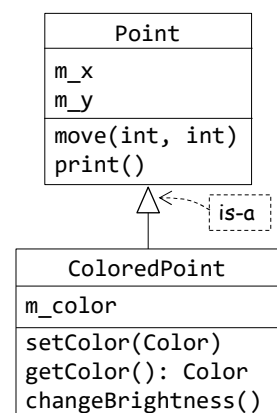 Point
m_x
m_y
move(int, int)
print()
is-a
ColoredPoint
m_color
setColor(Color)
getColor(): Color
changeBrightness()